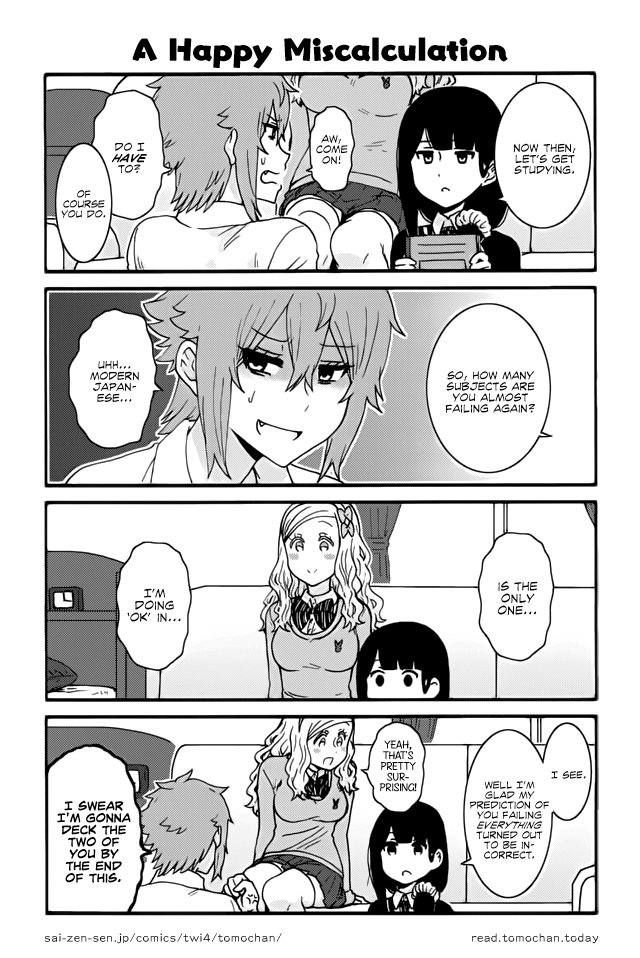 A Happy Miscalculation
NOW THEN,
LET'S GET
STUDYING.
AW,
COME
ON!
DO I
HAVE
TO?
OF
COURSE
YOU DO.
SO, HOW MANY
SUBJECTS ARE
YOU ALMOST
FAILING AGAIN?
UHH...
MODERN
JAPAN-
ESE...
IS THE
ONLY
ONE...
I'M
DOING
'OK' IN...
I SEE.
WELL I'M
GLAD MY
PREDICTION OF
YOU FAILING
EVERYTHING
TURNED OUT
TO BE IN-
CORRECT.
YEAH,
THAT'S
PRETTY
SUR-
PRISING!
I SWEAR
I'M GONNA
DECK THE
TWO OF
YOU BY
THE END
OF THIS.
sai-zen-sen.jp/comics/twi4/tomochan/
read.tomochan.today